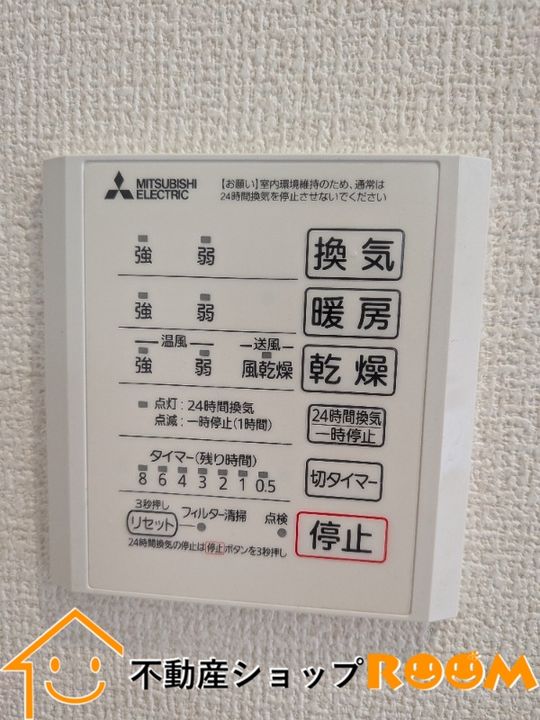 MITSUBISHI
ELECTRIC
【お願い】室内環境維持のため、通常は
24時間換気を停止させないでください
強 弱 換気
強 弱 暖房
温風 送風
強 弱 風乾燥 乾燥
点灯：24時間換気
点滅：一時停止(1時間)
24時間換気
一時停止
タイマー(残り時間)
8 6 4 3 2 1 0.5
切タイマー
3秒押し
リセット フィルター清掃 点検
停止
24時間換気の停止は停止ボタンを3秒押し
不動産ショップROOM